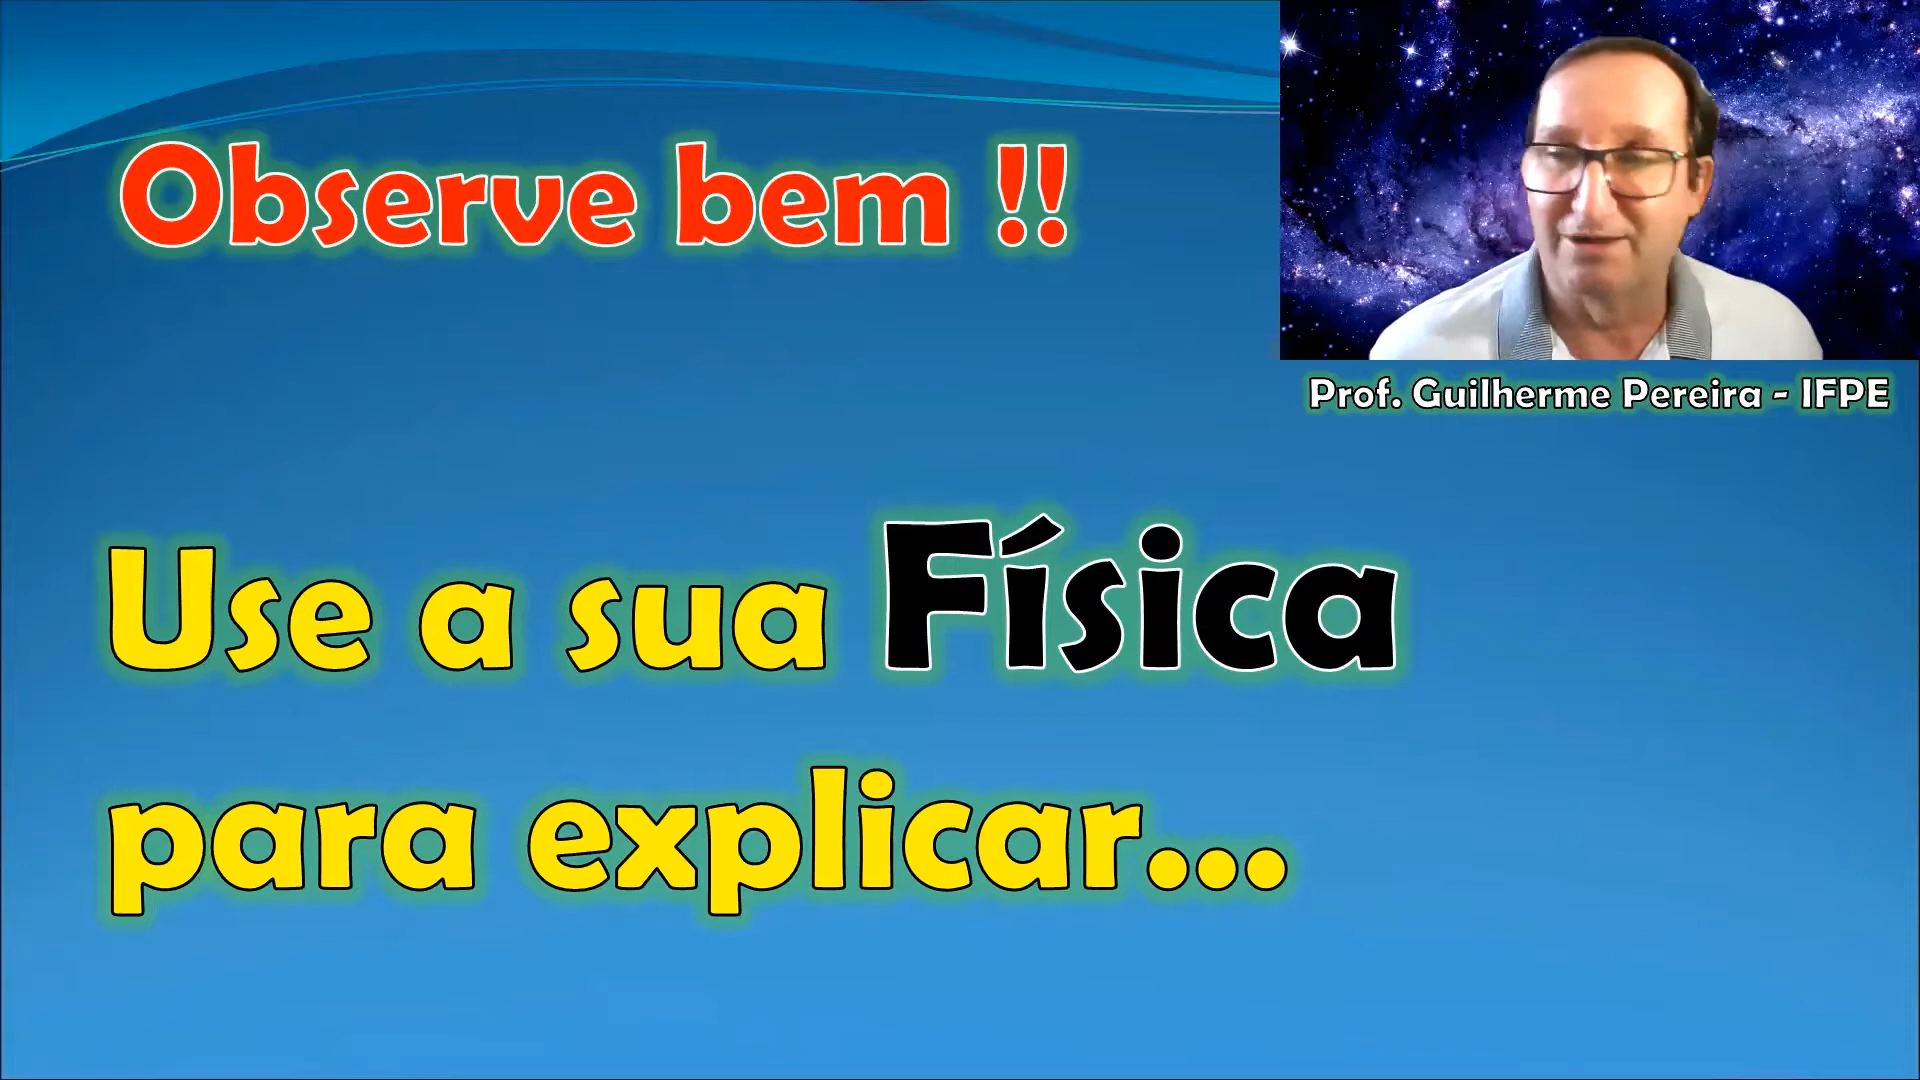 Observe bem !!
Prof. Guilherme Pereira - IFPE
Use a sua Física
para explicar...